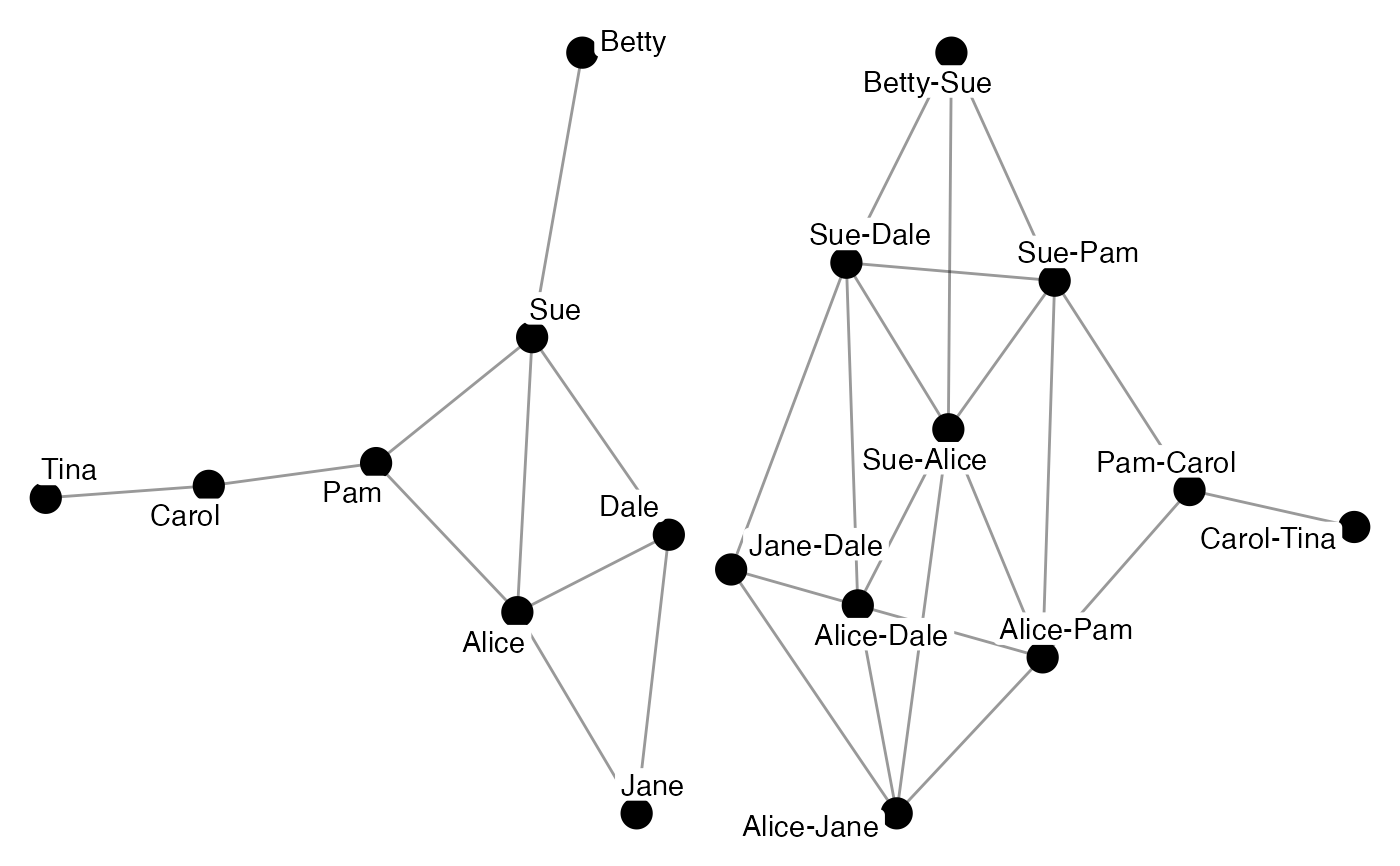 Betty
Sue
Tina
Carol
Pam
Dale
Alice
Jane
Betty-Sue
Sue-Dale
Sue-Pam
Sue-Alice
Pam-Carol
Carol-Tina
Jane-Dale
Alice-Dale
Alice-Pam
Alice-Jane